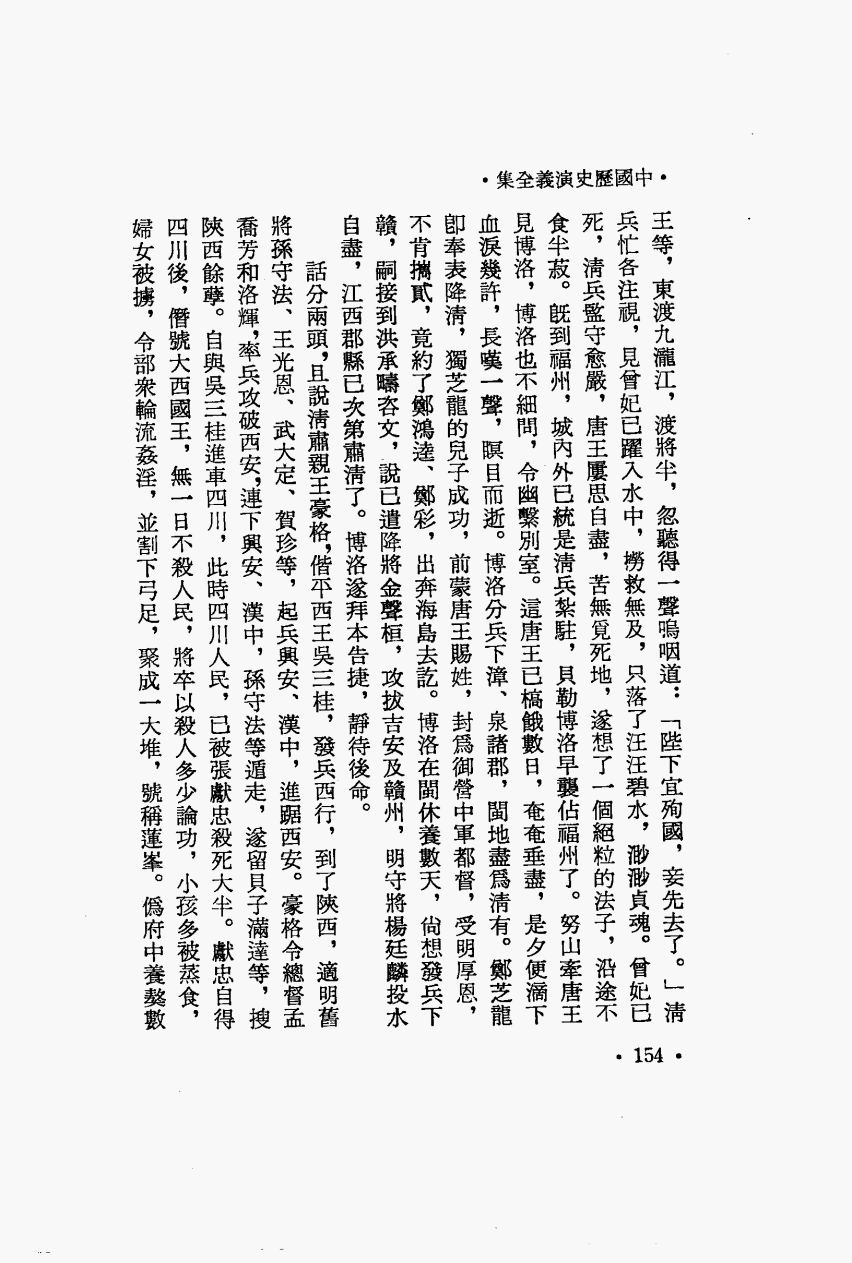 •中國歷史演義全集•
王等，東渡九瀧江，渡將半，忽聽得一聲嗚咽道：「陛下宜殉國，妾先去了。」清
兵忙各注視，見曾妃已躍入水中，撈救無及，只落了汪汪碧水，渺渺貞魂。曾妃已
死，清兵監守愈嚴，唐王屢思自盡，苦無覓死地，遂想了一個絕粒的法子，沿途不
食半菽。旣到福州，城內外已統是清兵紮駐，貝勒博洛早襲佔福州了。努山牽唐王
見博洛，博洛也不細問，令幽繫別室。這唐王已槁餓數日，奄奄垂盡，是夕便滴下
血淚幾許，長嘆一聲，瞑目而逝。博洛分兵下漳、泉諸郡，閩地盡爲清有。鄭芝龍
卽奉表降清，獨芝龍的兒子成功，前蒙唐王賜姓，封爲御營中軍都督，受明厚恩，
不肯攜貳，竟約了鄭鴻逵、鄭彩，出奔海島去訖。博洛在閩休養數天，尙想發兵下
贛，嗣接到洪承疇咨文，說已遣降將金聲桓，攻拔吉安及贛州，明守將楊廷麟投水
自盡，江西郡縣已次第肅清了。博洛遂拜本告捷，靜待後命。
話分兩頭，且說清肅親王豪格，偕平西王吳三桂，發兵西行，到了陝西，適明舊
將孫守法、王光恩、武大定、賀珍等，起兵興安、漢中，進踞西安。豪格令總督孟
喬芳和洛輝，率兵攻破西安，連下興安、漢中，孫守法等遁走，遂留貝子滿達等，搜
陝西餘孽。自與吳三桂進車四川，此時四川人民，已被張獻忠殺死大半。獻忠自得
四川後，僭號大西國王，無一日不殺人民，將卒以殺人多少論功，小孩多被蒸食，
婦女被擄，令部衆輪流姦淫，並割下弓足，聚成一大堆，號稱蓮峯。僞府中養獒數
•154•